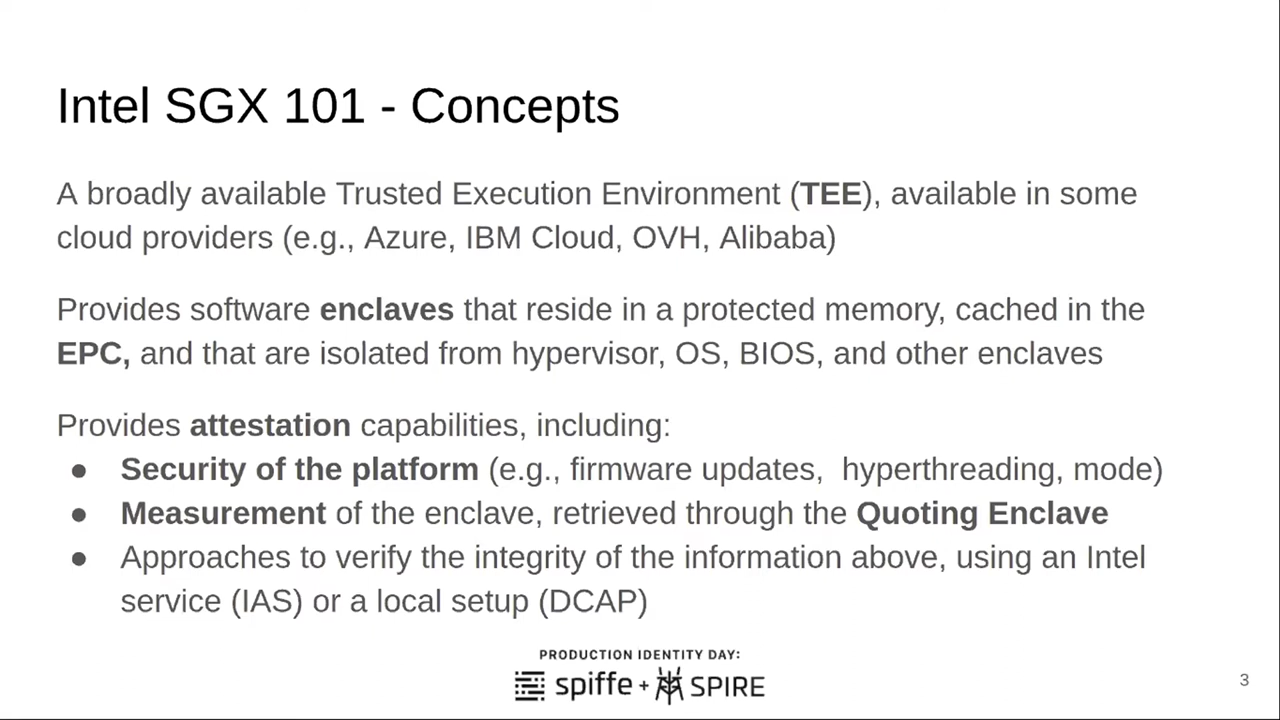 Intel SGX 101 - Concepts
A broadly available Trusted Execution Environment (TEE), available in some
cloud providers (e.g., Azure, IBM Cloud, OVH, Alibaba)
Provides software enclaves that reside in a protected memory, cached in the
EPC, and that are isolated from hypervisor, OS, BIOS, and other enclaves
Provides attestation capabilities, including:
● Security of the platform (e.g., firmware updates,  hyperthreading, mode)
● Measurement of the enclave, retrieved through the Quoting Enclave
● Approaches to verify the integrity of the information above, using an Intel
service (IAS) or a local setup (DCAP)
PRODUCTION IDENTITY DAY:
spiffe + SPIRE
3